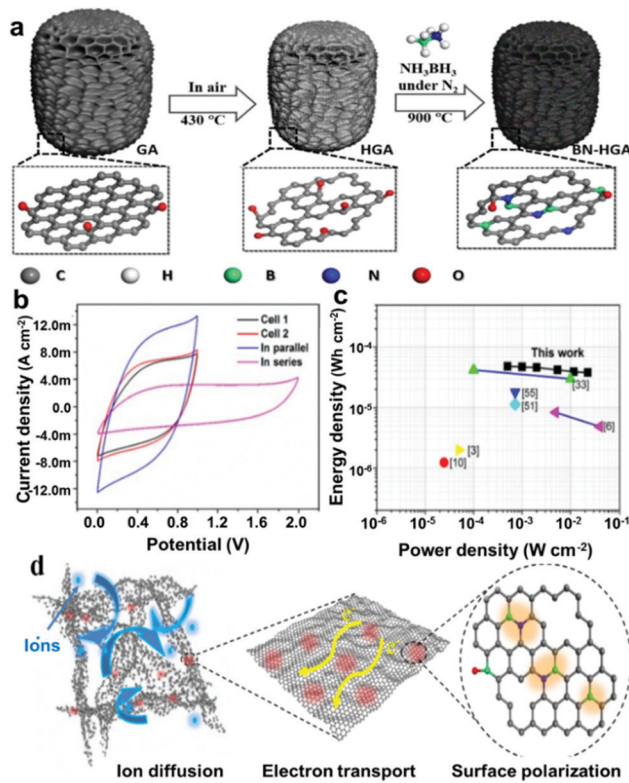 a
In air
430 °C
NH3BH3
under N2
900 °C
GA
HGA
BN-HGA
C
H
B
N
O
b
Current density (A cm-2)
12.0m
8.0m
4.0m
0.0
-4.0m
-8.0m
-12.0m
Cell 1
Cell 2
In parallel
In series
0.0
0.4
0.8
1.2
1.6
2.0
Potential (V)
c
Energy density (Wh cm-2)
10-4
10-5
10-6
This work
[33]
[55]
[51]
[6]
[3]
[10]
10-6
10-5
10-4
10-3
10-2
10-1
Power density (W cm-2)
d
Ions
e-
e-
Ion diffusion
Electron transport
Surface polarization